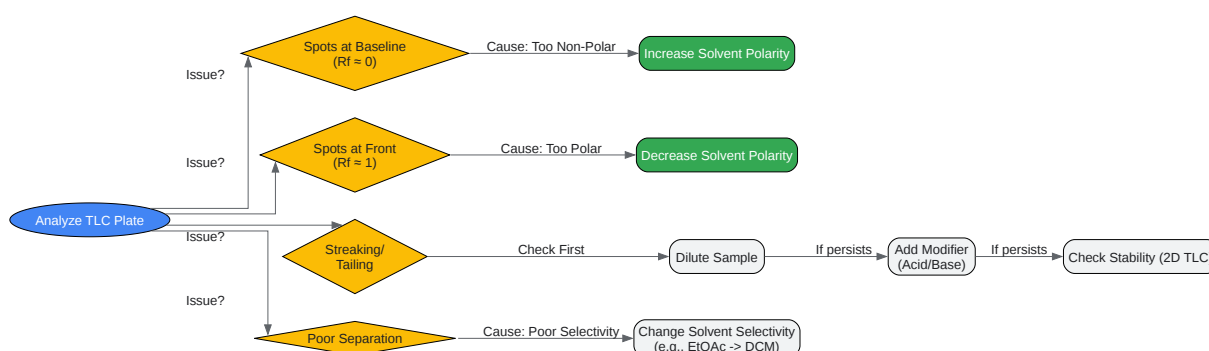 Spots at Baseline
(Rf ≈ 0)
Cause: Too Non-Polar
Increase Solvent Polarity
Issue?
Spots at Front
(Rf ≈ 1)
Cause: Too Polar
Decrease Solvent Polarity
Issue?
Analyze TLC Plate
Issue?
Streaking/
Tailing
Check First
Dilute Sample
If persists
Add Modifier
(Acid/Base)
If persists
Check Stability (2D TLC
Issue?
Poor Separation
Cause: Poor Selectivity
Change Solvent Selectivity
(e.g., EtOAc -> DCM)